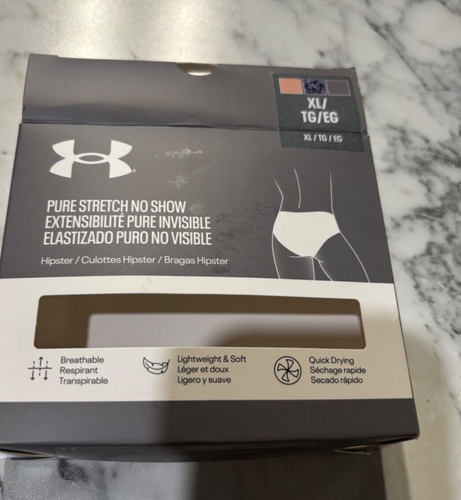 XL/
TG/EG
XL / TG / EG
PURE STRETCH NO SHOW
EXTENSIBILITÉ PURE INVISIBLE
ELASTIZADO PURO NO VISIBLE
Hipster / Culottes Hipster / Bragas Hipster
Breathable
Respirant
Transpirable
Lightweight & Soft
Léger et doux
Ligero y suave
Quick Drying
Séchage rapide
Secado rápido